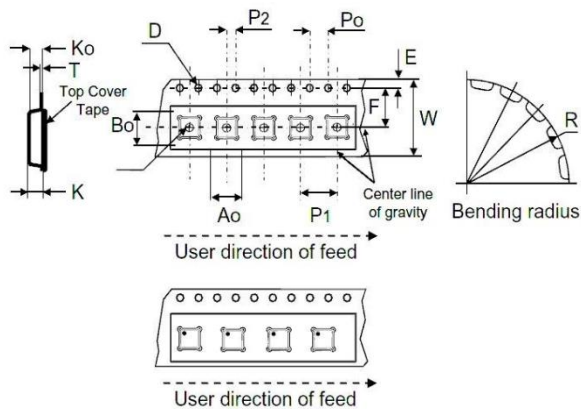 P2
Po
D
E
Ko
T
Top Cover
Tape
F
W
Bo
R
K
Center line
of gravity
Ao
P1
Bending radius
User direction of feed
User direction of feed